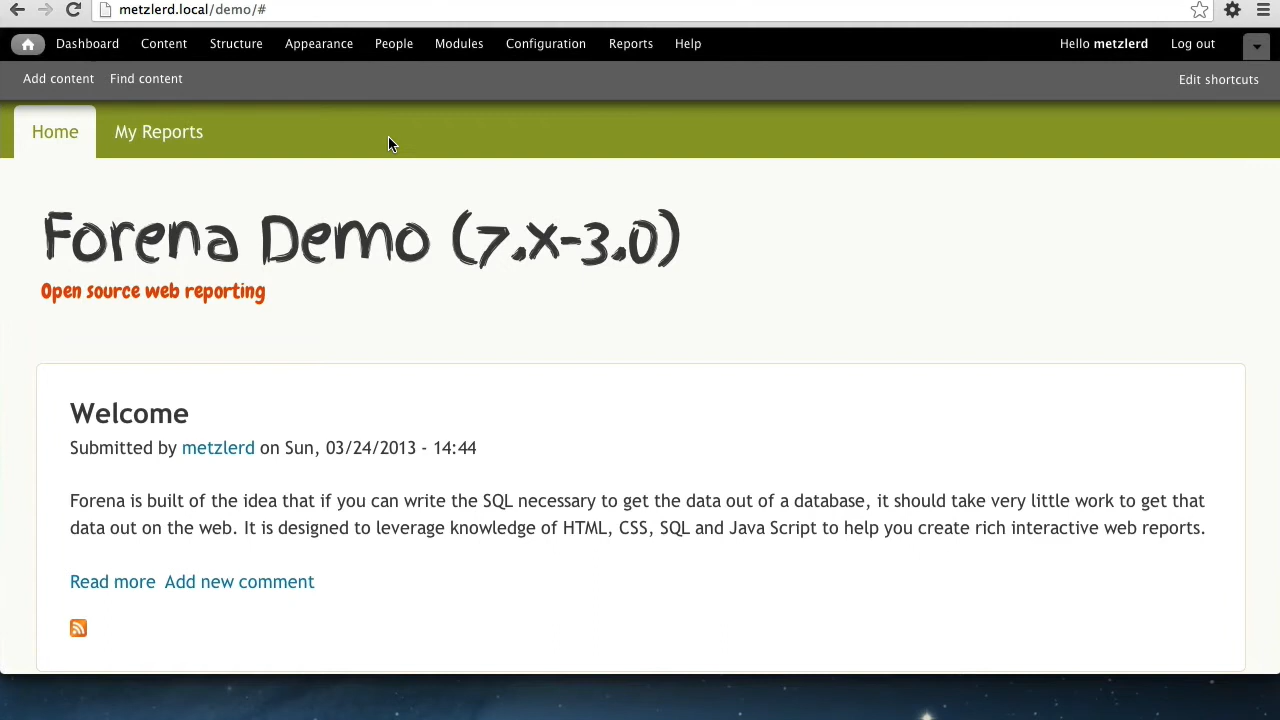 metzlerd.local/demo/#
Dashboard Content Structure Appearance People Modules Configuration Reports Help Hello metzlerd Log out
Add content Find content Edit shortcuts
Home My Reports
Forena Demo (7.x-3.0)
Open source web reporting
Welcome
Submitted by metzlerd on Sun, 03/24/2013 - 14:44
Forena is built of the idea that if you can write the SQL necessary to get the data out of a database, it should take very little work to get that
data out on the web. It is designed to leverage knowledge of HTML, CSS, SQL and Java Script to help you create rich interactive web reports.
Read more Add new comment